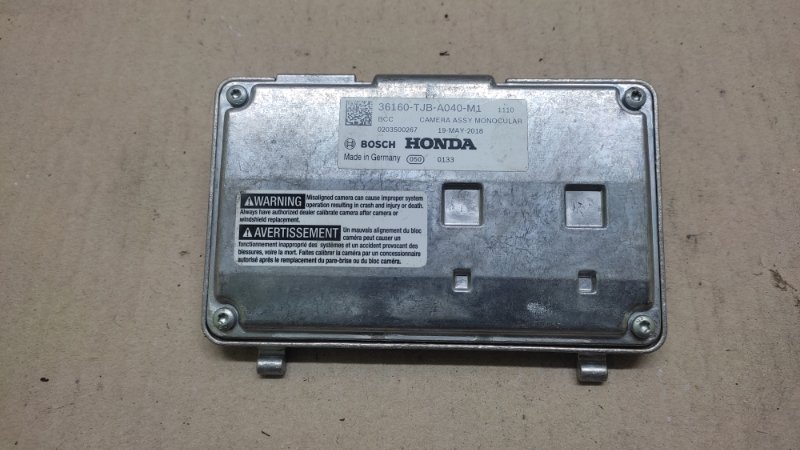 36160-TJB-A040-M1 1110
BCC CAMERA ASSY MONOCULAR
0203500267 19-MAY-2018
BOSCH HONDA
Made in Germany 050 0133
WARNING Misaligned camera can cause improper system
operation resulting in crash and injury or death.
Always have authorized dealer calibrate camera after camera or
windshield replacement.
AVERTISSEMENT Un mauvais alignement du bloc
caméra peut causer un
fonctionnement inapproprié des systèmes et un accident provocant des
blessures, voire la mort. Faites calibrer la caméra par un concessionnaire
autorisé après le remplacement du pare-brise ou du bloc caméra.